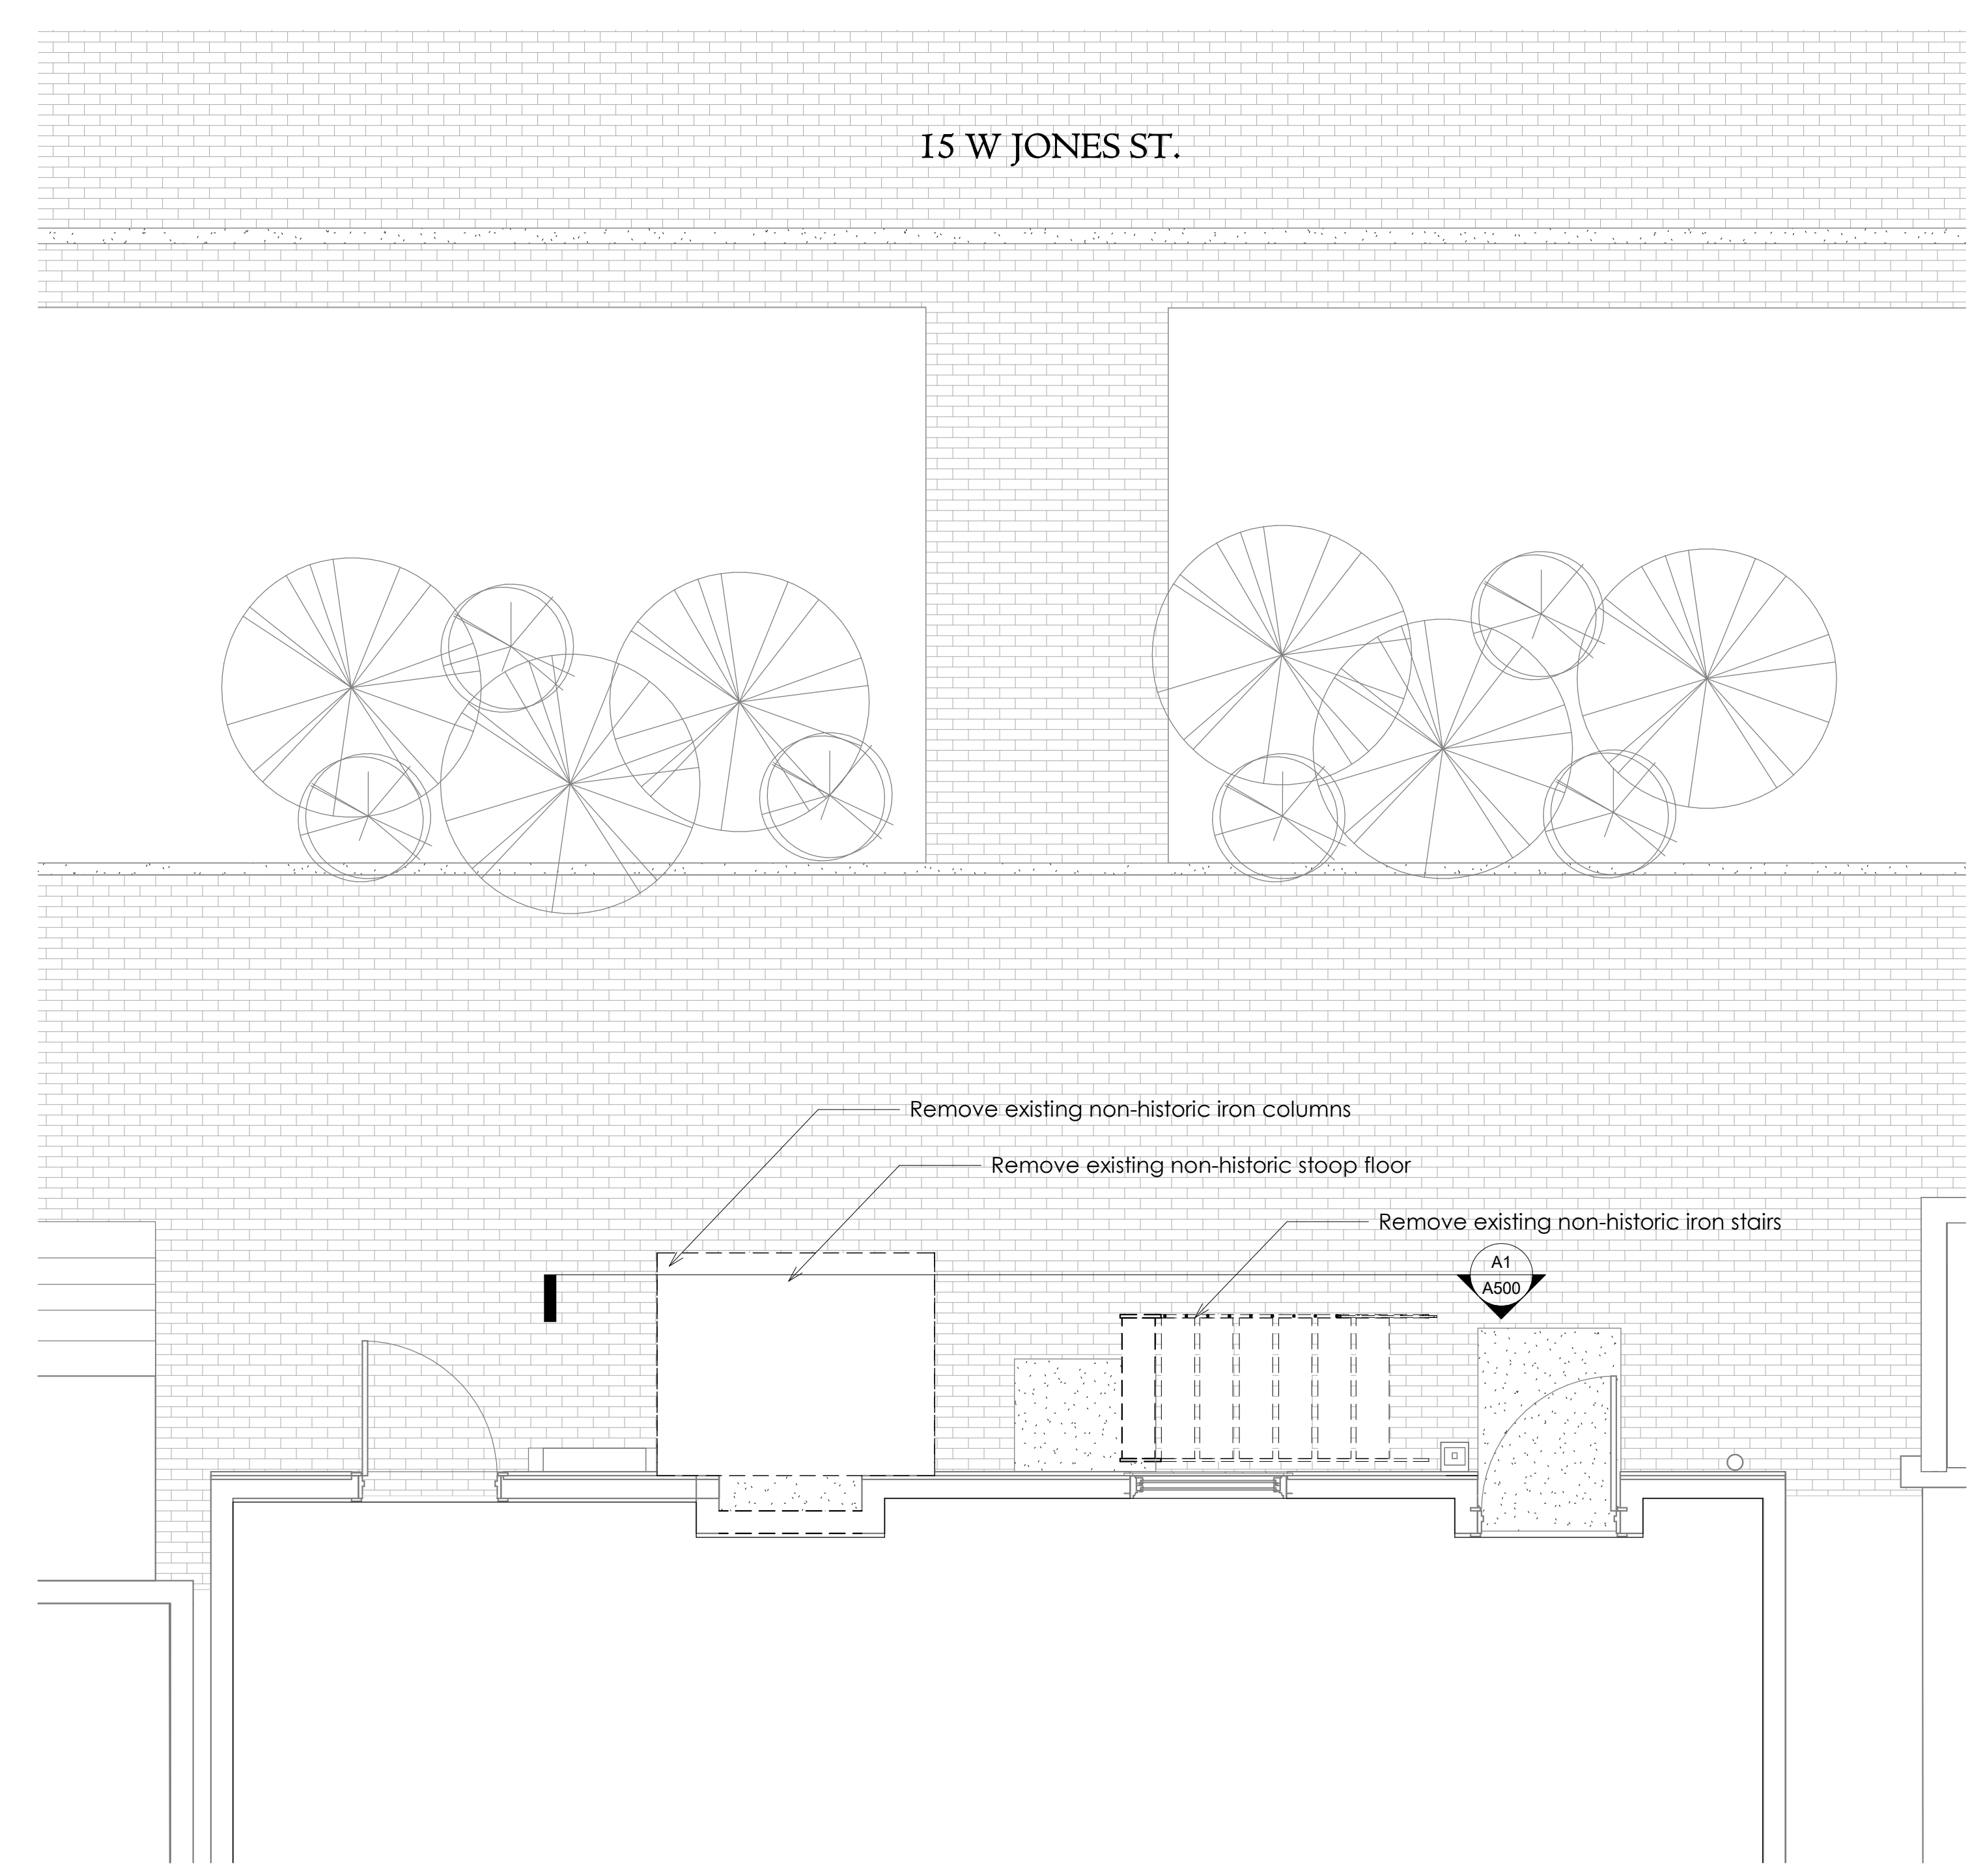 15 W JONES ST.
Remove existing non-historic iron columns
Remove existing non-historic stoop floor
Remove existing non-historic iron stairs
A1
A500